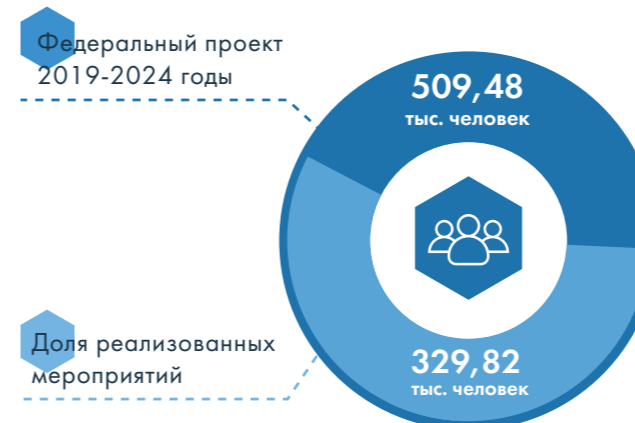 Федеральный проект
2019-2024 годы
509,48
тыс. человек
Доля реализованных
мероприятий
329,82
тыс. человек